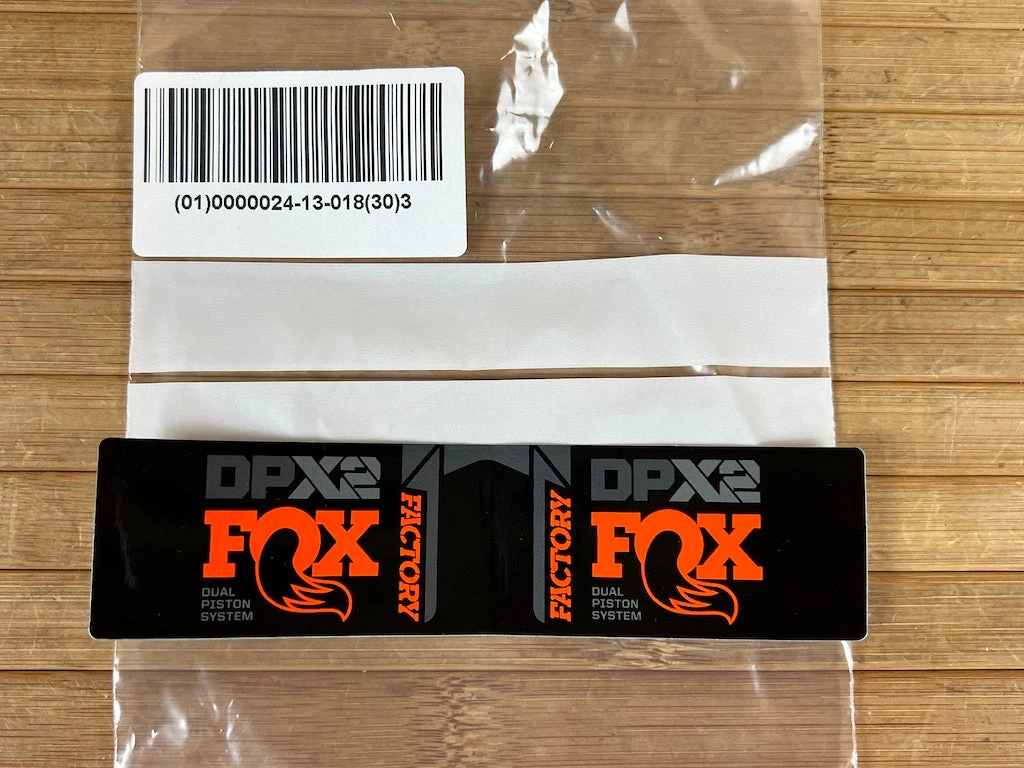 (01)0000024-13-018(30)3
DPX2
FOX
DUAL
PISTON
SYSTEM
FACTORY
FACTORY
DPX2
FOX
DUAL
PISTON
SYSTEM